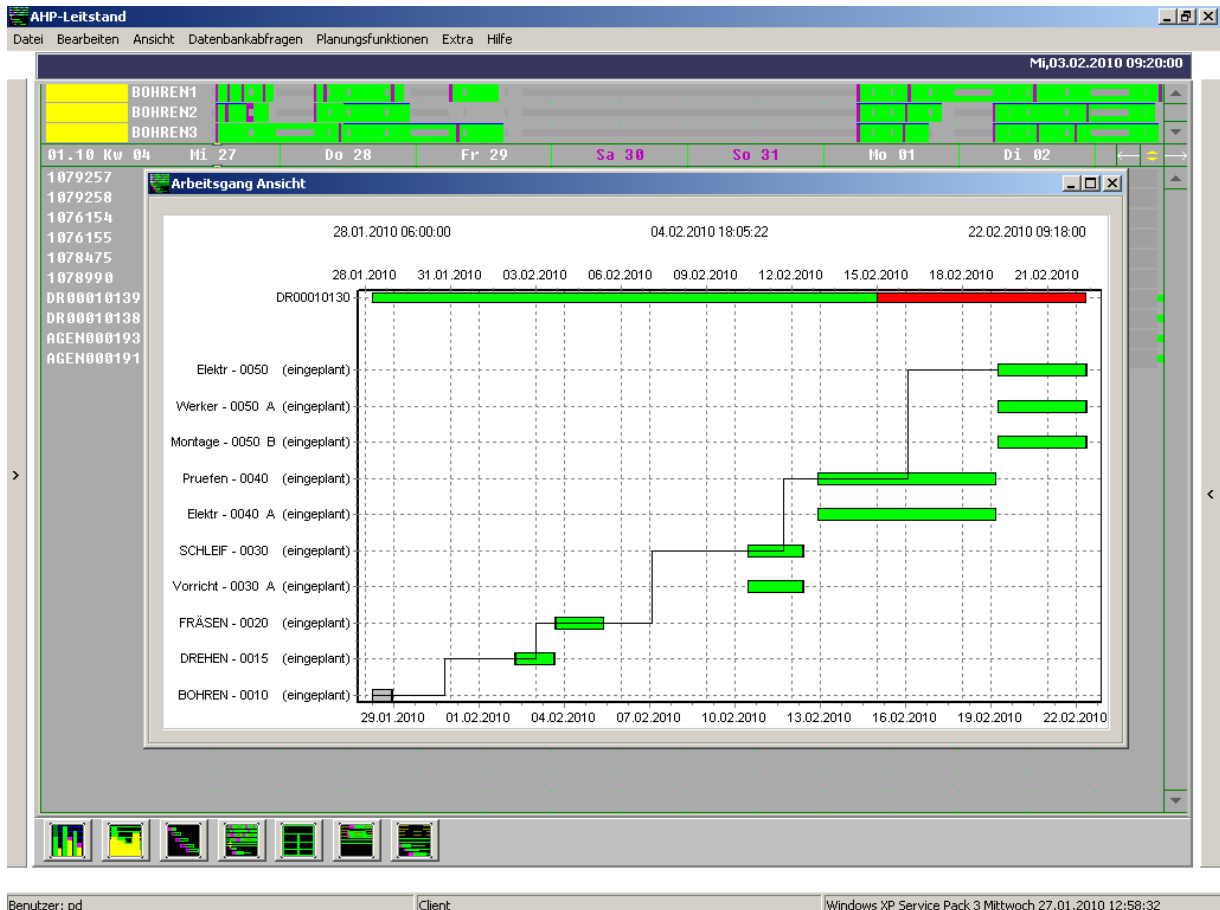 AHP-Leitstand
Datei Bearbeiten Ansicht Datenbankabfragen Planungsfunktionen Extra Hilfe
Mi,03.02.2010 09:20:00
BOHREN1
BOHREN2
BOHREN3
01.10 Kw 04 Mi 27 Do 28 Fr 29 Sa 30 So 31 Mo 01 Di 02
1079257
1079258
1076154
1076155
1078475
1078990
DR00010139
DR00010138
AGEN000193
AGEN000191
Arbeitsgang Ansicht
28.01.2010 06:00:00 04.02.2010 18:05:22 22.02.2010 09:18:00
28.01.2010 31.01.2010 03.02.2010 06.02.2010 09.02.2010 12.02.2010 15.02.2010 18.02.2010 21.02.2010
DR00010130
Elektr - 0050 (eingeplant)
Werker - 0050 A (eingeplant)
Montage - 0050 B (eingeplant)
Pruefen - 0040 (eingeplant)
Elektr - 0040 A (eingeplant)
SCHLEIF - 0030 (eingeplant)
Vorricht - 0030 A (eingeplant)
FRÄSEN - 0020 (eingeplant)
DREHEN - 0015 (eingeplant)
BOHREN - 0010 (eingeplant)
29.01.2010 01.02.2010 04.02.2010 07.02.2010 10.02.2010 13.02.2010 16.02.2010 19.02.2010 22.02.2010
Benutzer: pd Client Windows XP Service Pack 3 Mittwoch 27.01.2010 12:58:32